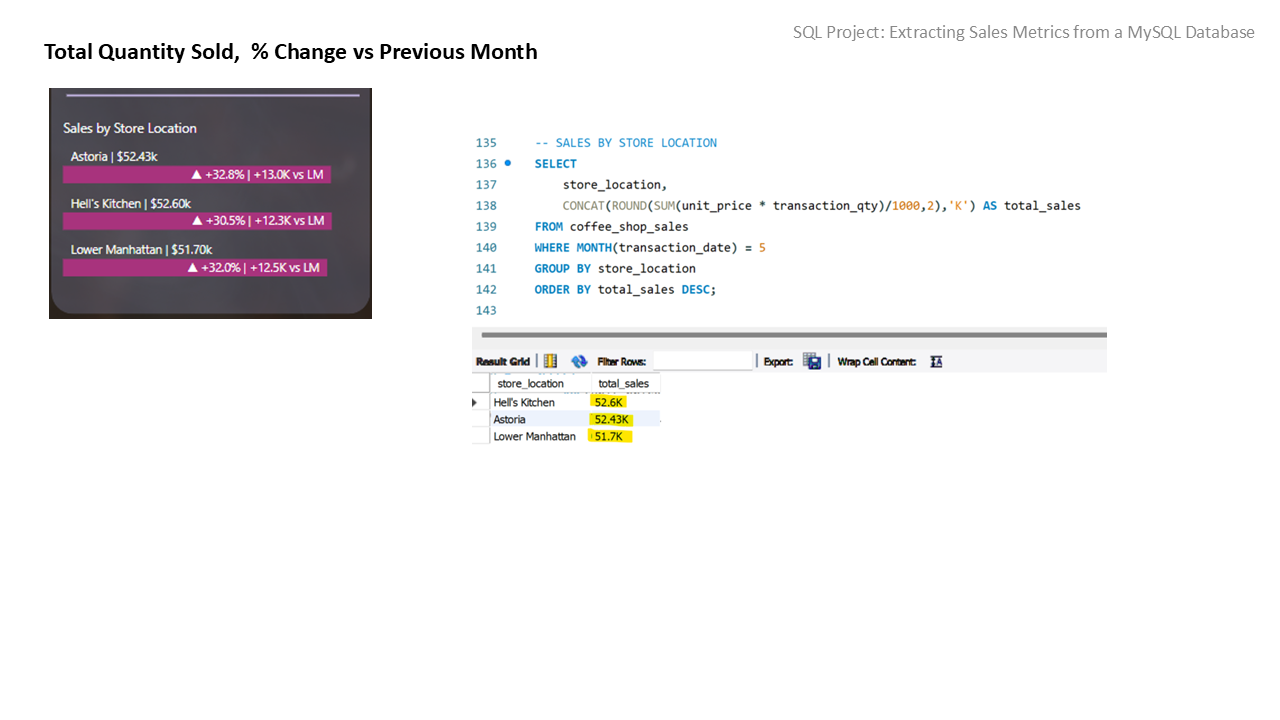 SQL Project: Extracting Sales Metrics from a MySQL Database
Total Quantity Sold,  % Change vs Previous Month
Sales by Store Location
Astoria | $52.43k
▲ +32.8% | +13.0K vs LM
Hell's Kitchen | $52.60k
▲ +30.5% | +12.3K vs LM
Lower Manhattan | $51.70k
▲ +32.0% | +12.5K vs LM
135 -- SALES BY STORE LOCATION
136 SELECT
137 store_location,
138 CONCAT(ROUND(SUM(unit_price * transaction_qty)/1000,2),'K') AS total_sales
139 FROM coffee_shop_sales
140 WHERE MONTH(transaction_date) = 5
141 GROUP BY store_location
142 ORDER BY total_sales DESC;
143
Result Grid | Filter Rows: | Export: | Wrap Cell Content:
store_location total_sales
Hell's Kitchen 52.6K
Astoria 52.43K
Lower Manhattan 51.7K